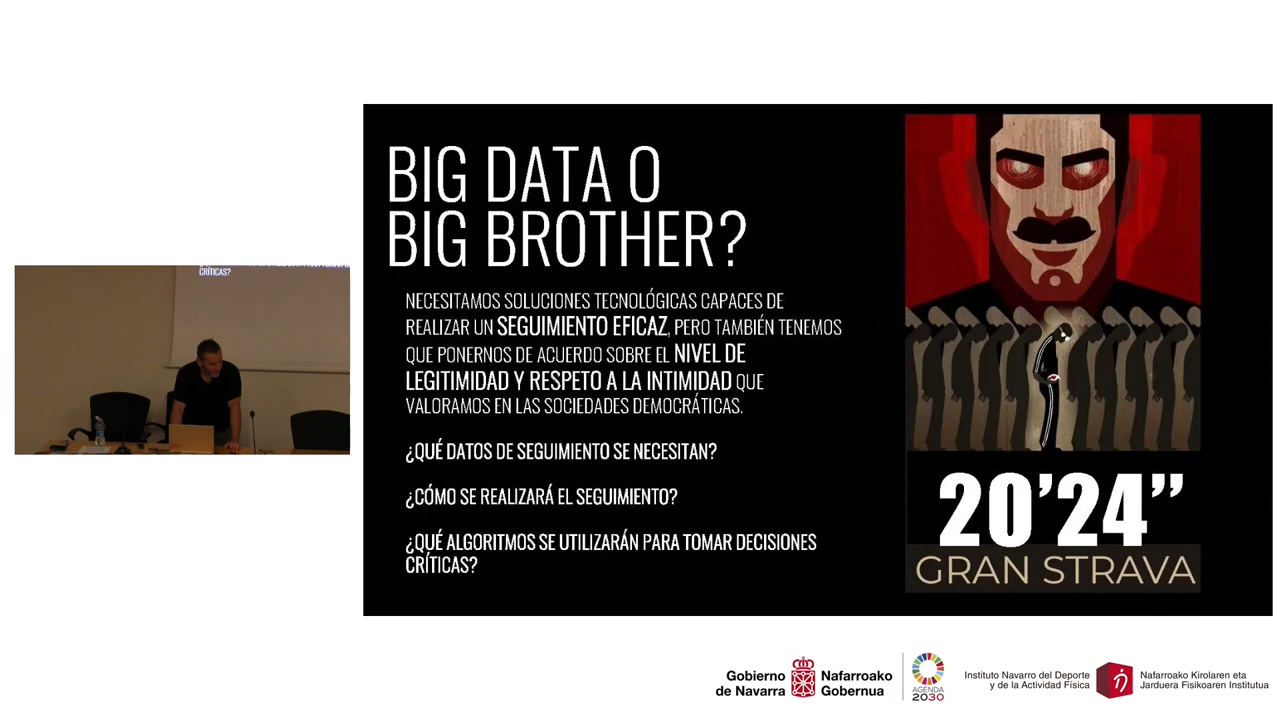 BIG DATA O
BIG BROTHER?
NECESITAMOS SOLUCIONES TECNOLÓGICAS CAPACES DE
REALIZAR UN SEGUIMIENTO EFICAZ, PERO TAMBIÉN TENEMOS
QUE PONERNOS DE ACUERDO SOBRE EL NIVEL DE
LEGITIMIDAD Y RESPETO A LA INTIMIDAD QUE
VALORAMOS EN LAS SOCIEDADES DEMOCRÁTICAS.
¿QUÉ DATOS DE SEGUIMIENTO SE NECESITAN?
¿CÓMO SE REALIZARÁ EL SEGUIMIENTO?
¿QUÉ ALGORITMOS SE UTILIZARÁN PARA TOMAR DECISIONES
CRÍTICAS?
20’24”
GRAN STRAVA
CRÍTICAS?
Gobierno
de Navarra
Nafarroako
Gobernua
AGENDA
2030
Instituto Navarro del Deporte
y de la Actividad Física
Nafarroako Kirolaren eta
Jarduera Fisikoaren Institutua